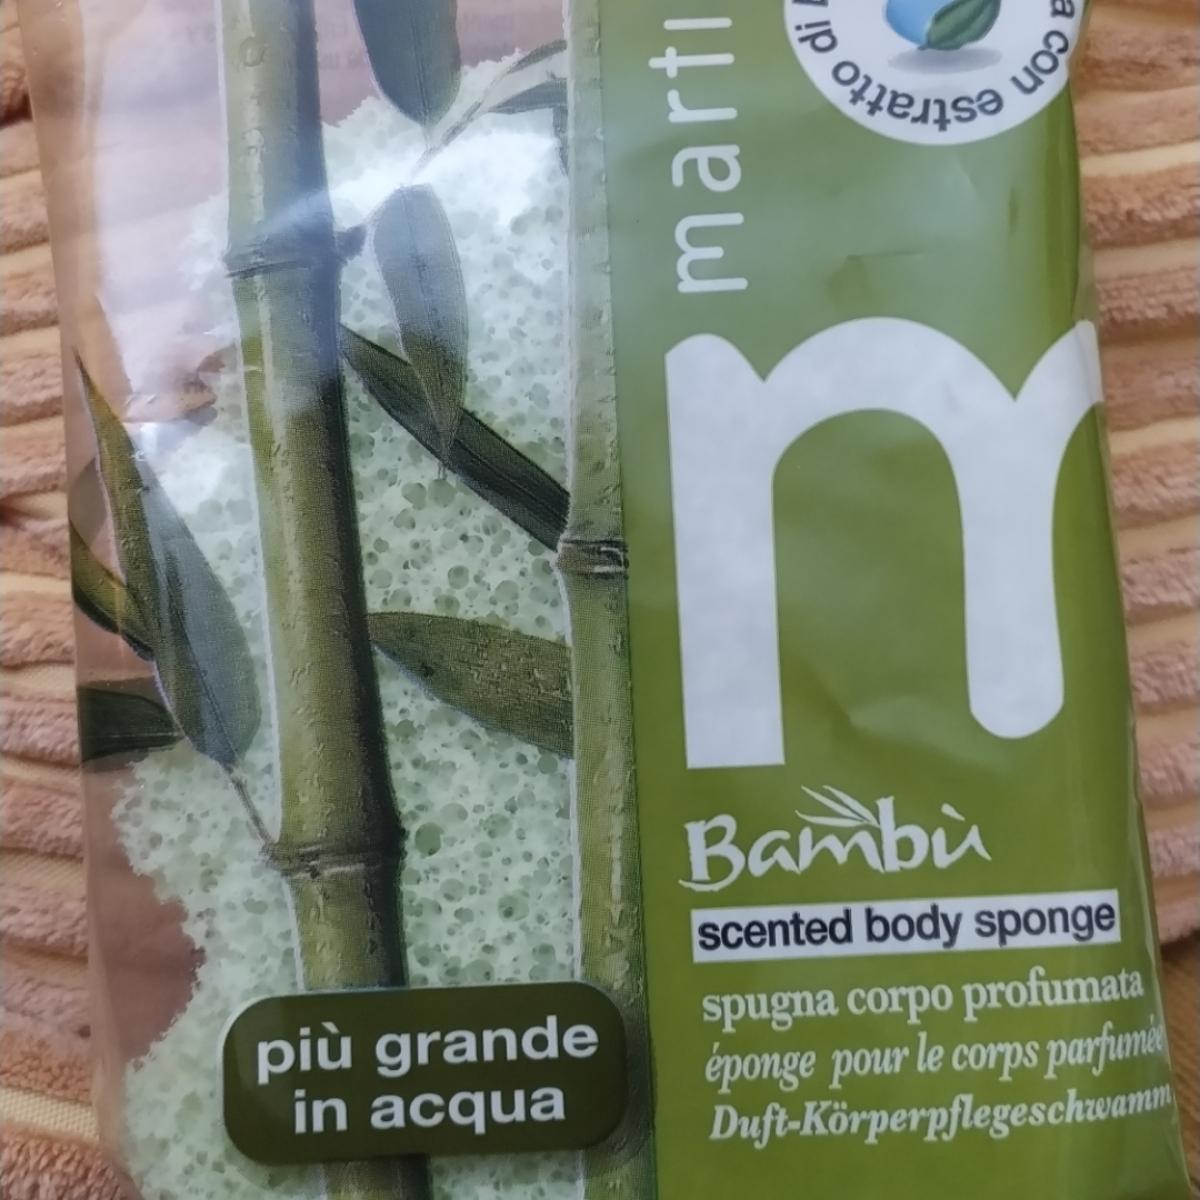 marti
a con estratto di
m
Bambù
scented body sponge
spugna corpo profumata
éponge pour le corps parfumée
Duft-Körperpflegeschwamm
più grande
in acqua